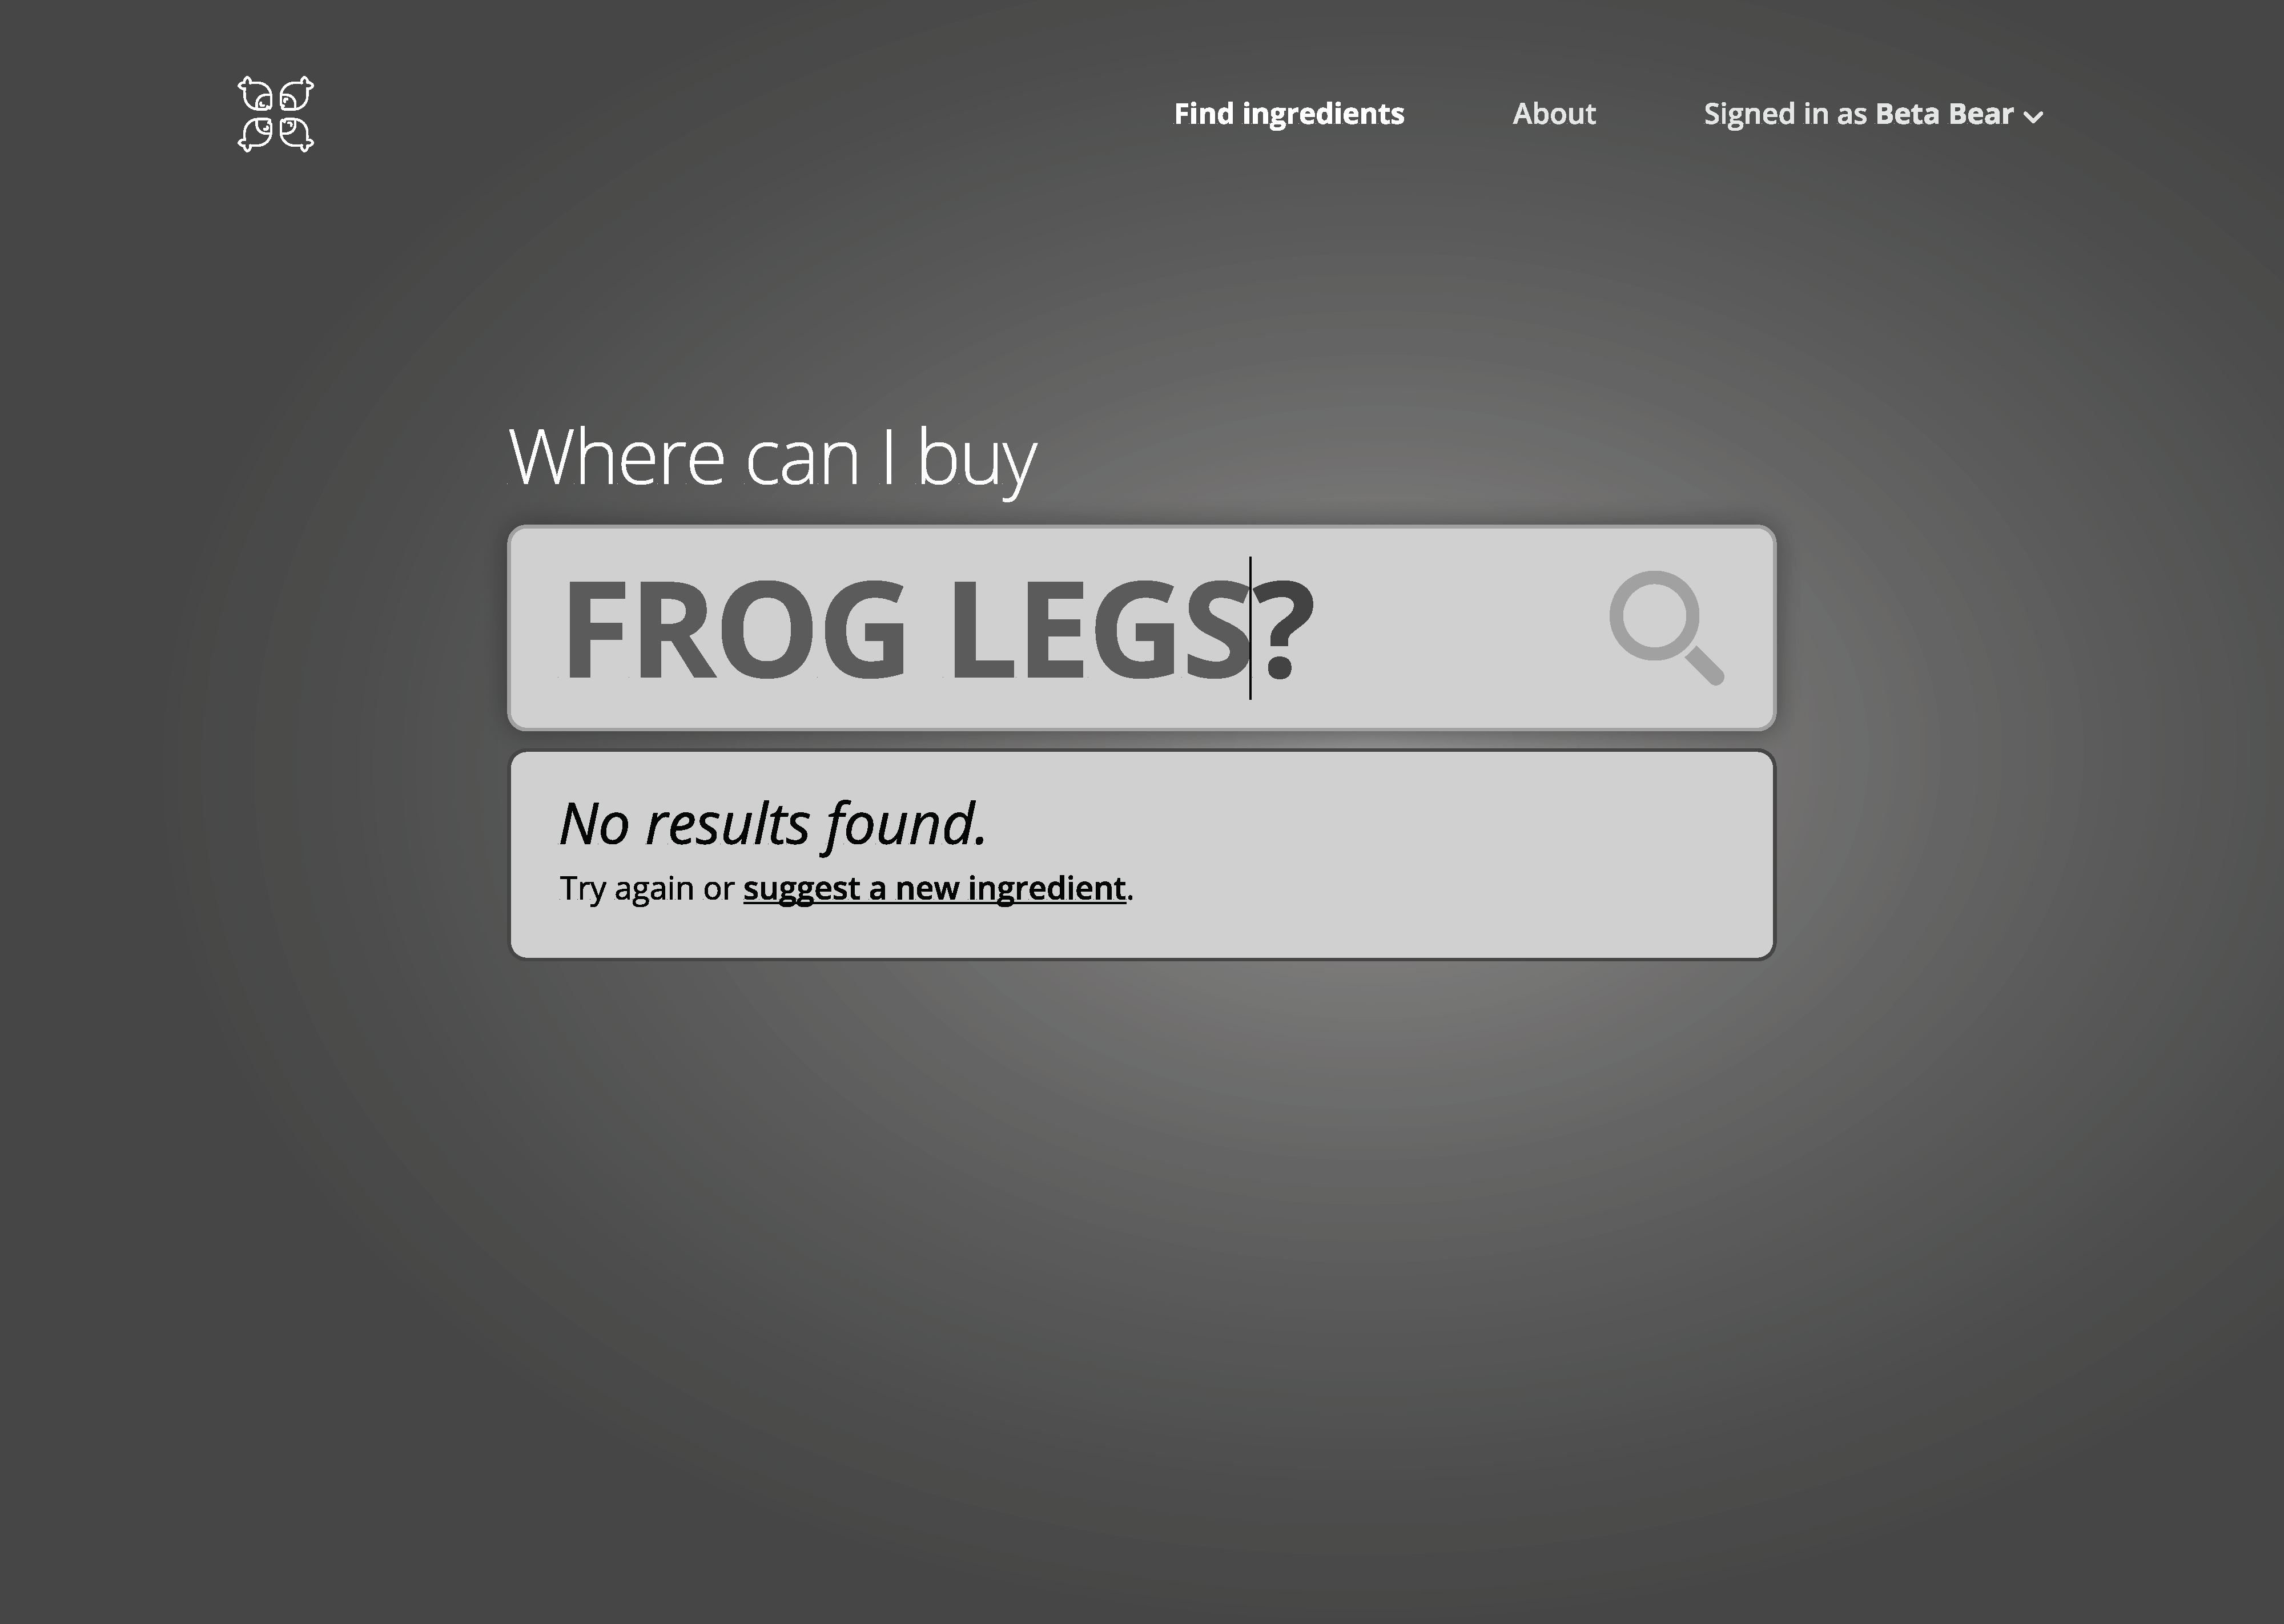 Find ingredients
About
Signed in as Beta Bear
Where can I buy
FROG LEGS?
No results found.
Try again or suggest a new ingredient.